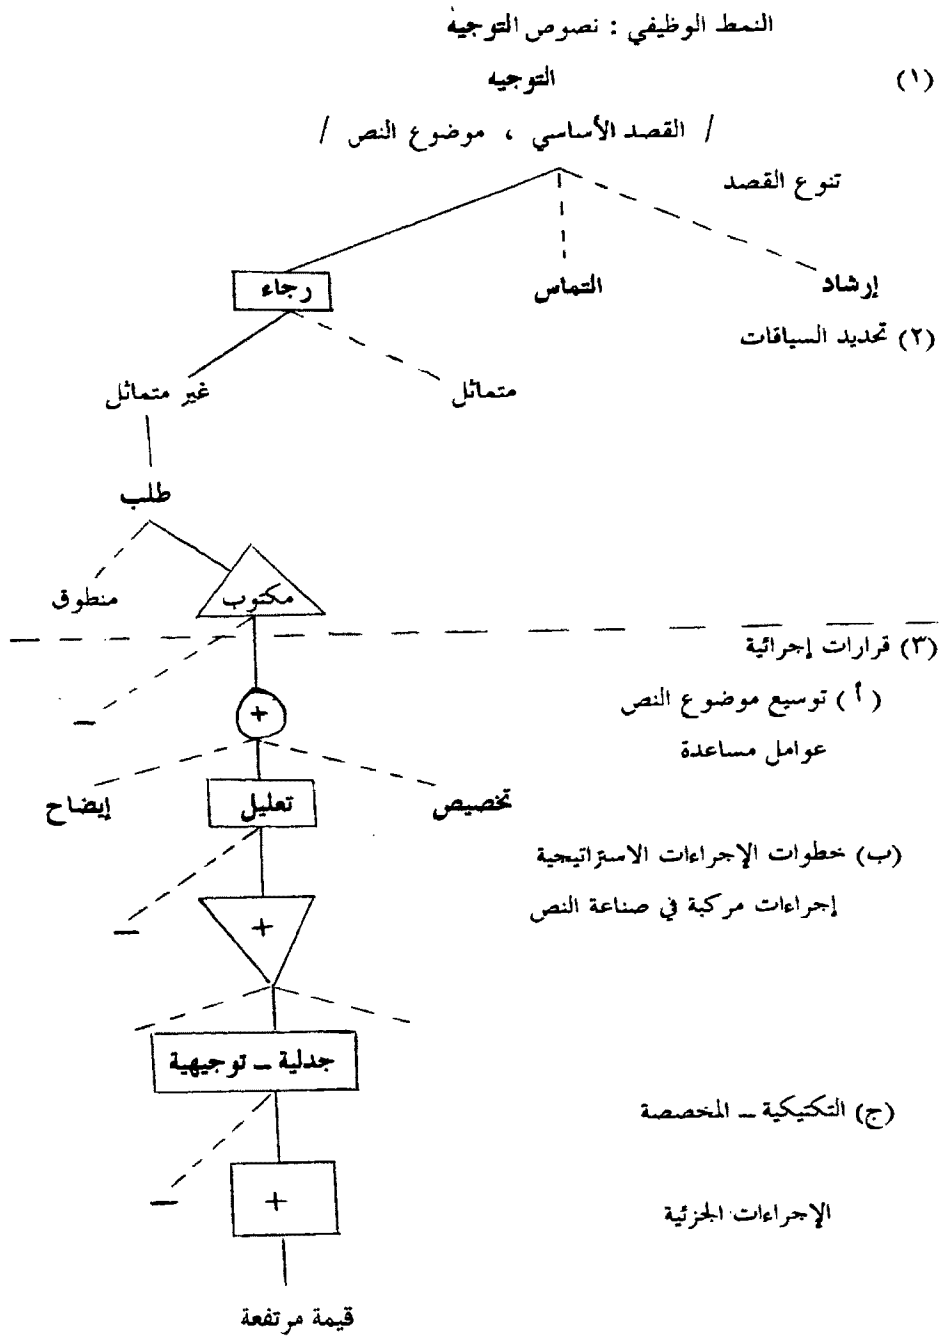 النمط الوظيفي : نصوص التوجيه
(١) التوجيه
/ القصد الأساسي ، موضوع النص /
تنوع القصد
إرشاد التماس رجاء
(٢) تحديد السياقات
متماثل غير متماثل
طلب
مكتوب منطوق
(٣) قرارات إجرائية
(أ) توسيع موضوع النص
+ –
عوامل مساعدة
تخصيص تعليل إيضاح
(ب) خطوات الإجراءات الاستراتيجية
إجراءات مركبة في صناعة النص
+ –
جدلية – توجيهية
(ج) التكتيكية – المخصصة
الإجراءات الجزئية
+ –
قيمة مرتفعة